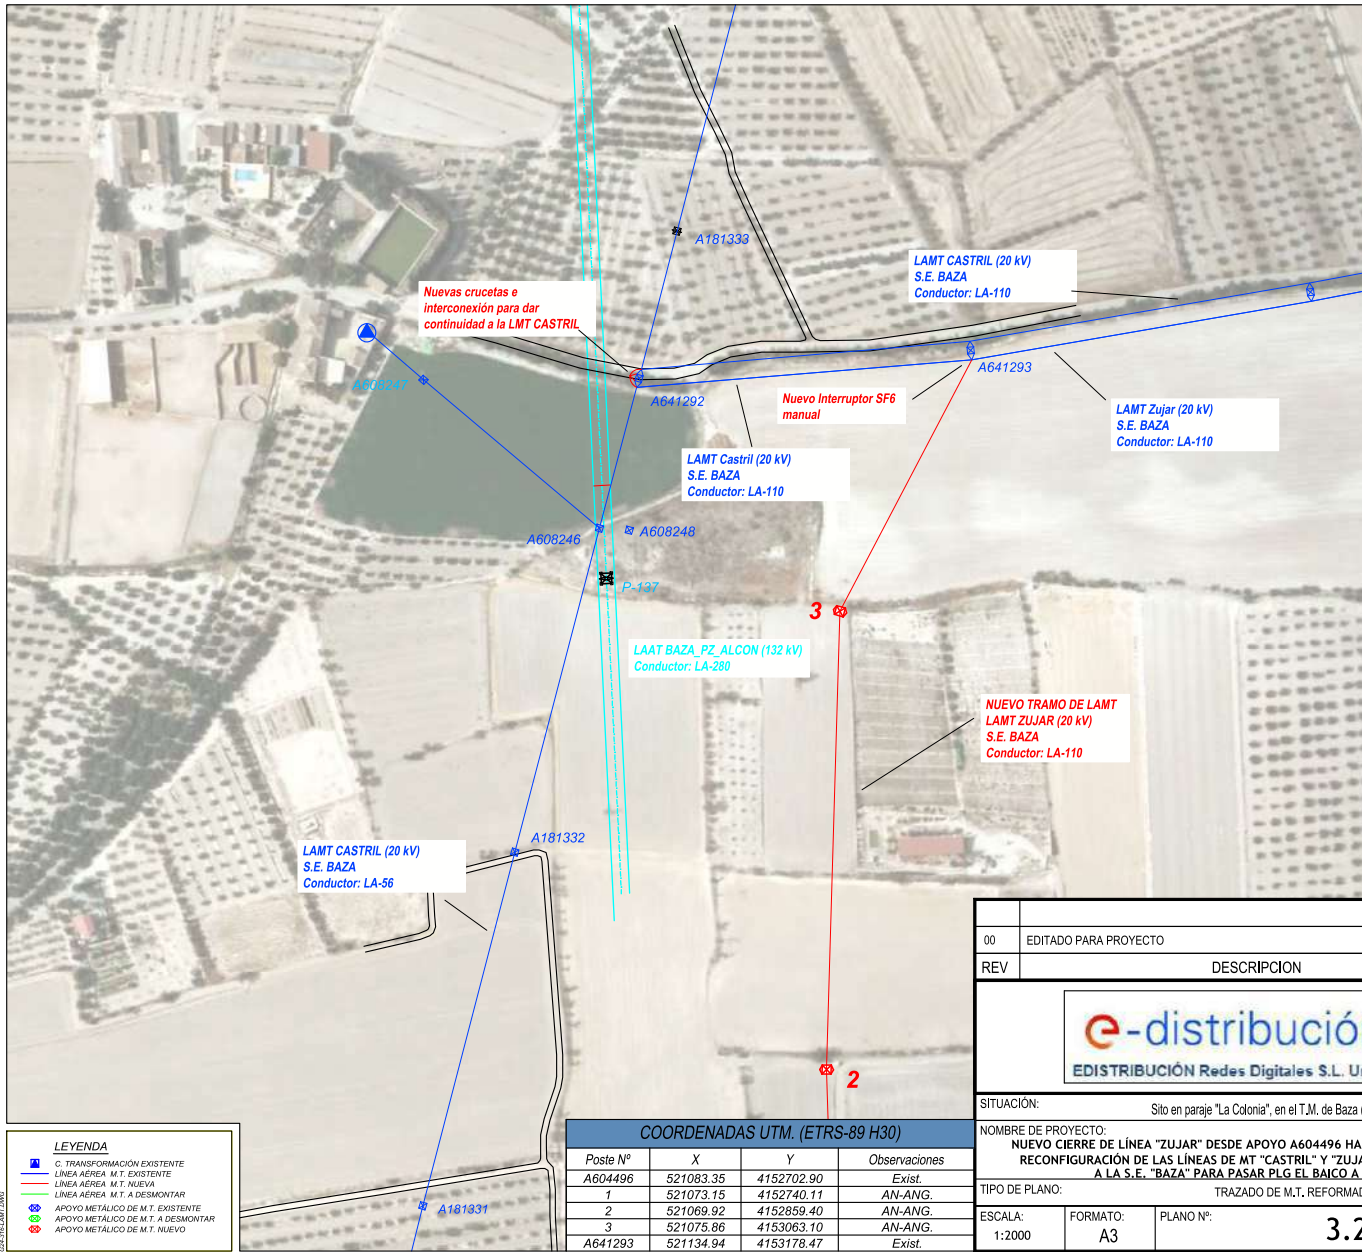 A181333
LAMT CASTRIL (20 kV)
S.E. BAZA
Conductor: LA-110
Nuevas crucetas e
interconexión para dar
continuidad a la LMT CASTRIL
A608247
A641292
A641293
Nuevo Interruptor SF6
manual
LAMT Zujar (20 kV)
S.E. BAZA
Conductor: LA-110
LAMT Castril (20 kV)
S.E. BAZA
Conductor: LA-110
A608246
A608248
P-137
3
LAAT BAZA_PZ_ALCON (132 kV)
Conductor: LA-280
NUEVO TRAMO DE LAMT
LAMT ZUJAR (20 kV)
S.E. BAZA
Conductor: LA-110
A181332
LAMT CASTRIL (20 kV)
S.E. BAZA
Conductor: LA-56
2
A181331
LEYENDA
C. TRANSFORMACIÓN EXISTENTE
LÍNEA AÉREA M.T. EXISTENTE
LÍNEA AÉREA M.T. NUEVA
LÍNEA AÉREA M.T. A DESMONTAR
APOYO METÁLICO DE M.T. EXISTENTE
APOYO METÁLICO DE M.T. A DESMONTAR
APOYO METÁLICO DE M.T. NUEVO
COORDENADAS UTM. (ETRS-89 H30)
Poste Nº X Y Observaciones
A604496 521083.35 4152702.90 Exist.
1 521073.15 4152740.11 AN-ANG.
2 521069.92 4152859.40 AN-ANG.
3 521075.86 4153063.10 AN-ANG.
A641293 521134.94 4153178.47 Exist.
00 EDITADO PARA PROYECTO
REV DESCRIPCION
e-distribució
EDISTRIBUCIÓN Redes Digitales S.L. U
SITUACIÓN: Sito en paraje "La Colonia", en el T.M. de Baza
NOMBRE DE PROYECTO:
NUEVO CIERRE DE LÍNEA "ZUJAR" DESDE APOYO A604496 HA
RECONFIGURACIÓN DE LAS LÍNEAS DE MT "CASTRIL" Y "ZUJA
A LA S.E. "BAZA" PARA PASAR PLG EL BAICO A
TIPO DE PLANO: TRAZADO DE M.T. REFORMAD
ESCALA: FORMATO: PLANO Nº:
1:2000 A3 3.2